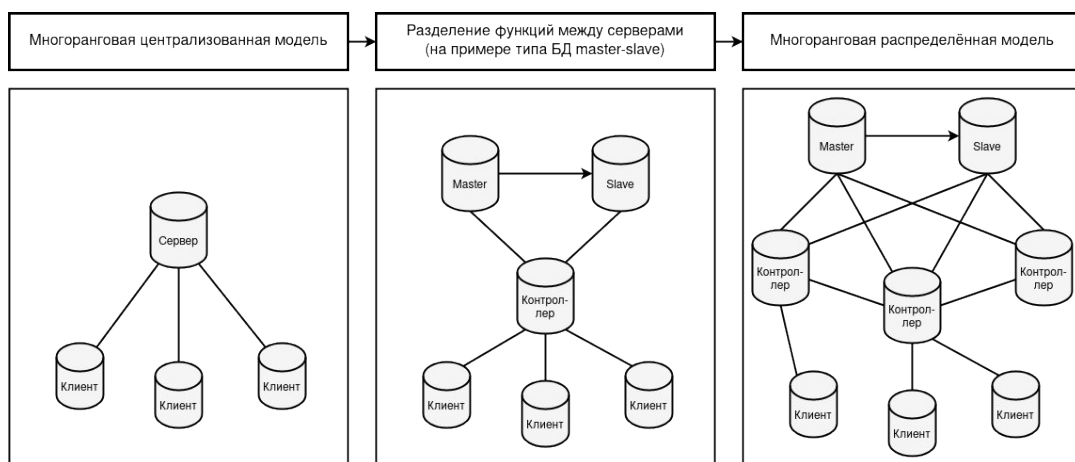 Многоранговая централизованная модель
Разделение функций между серверами
(на примере типа БД master-slave)
Многоранговая распределённая модель
Сервер
Клиент
Клиент
Клиент
Master
Slave
Контрол-
лер
Клиент
Клиент
Клиент
Master
Slave
Контрол-
лер
Контрол-
лер
Контрол-
лер
Клиент
Клиент
Клиент